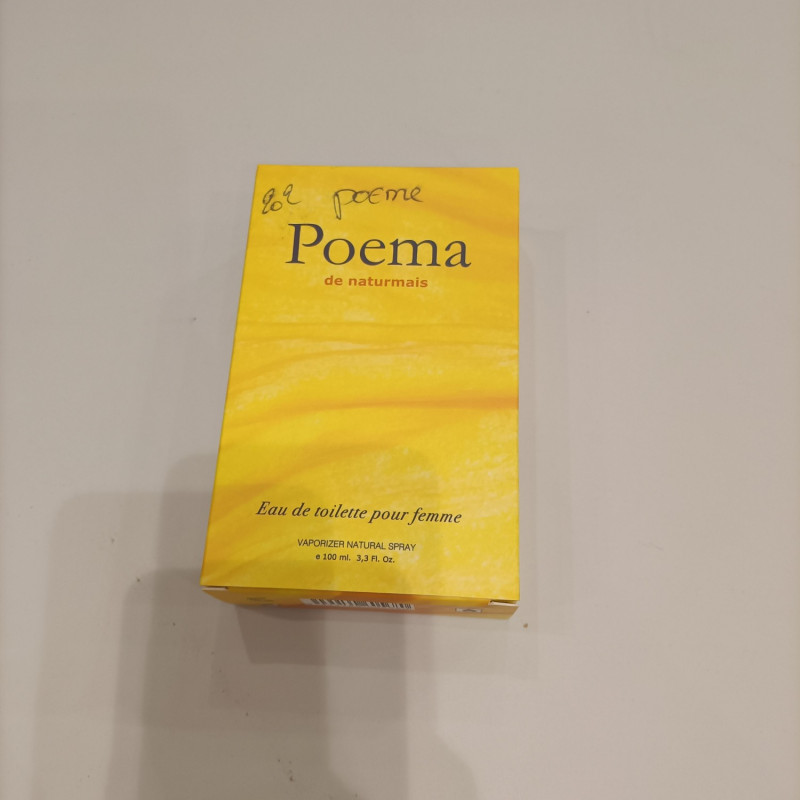 poeme
Poema
de naturmais
Eau de toilette pour femme
VAPORIZER NATURAL SPRAY
e 100 ml. 3,3 Fl. Oz.